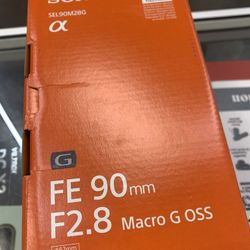 SEL90M28G
α
G
FE 90mm
F2.8 Macro G OSS